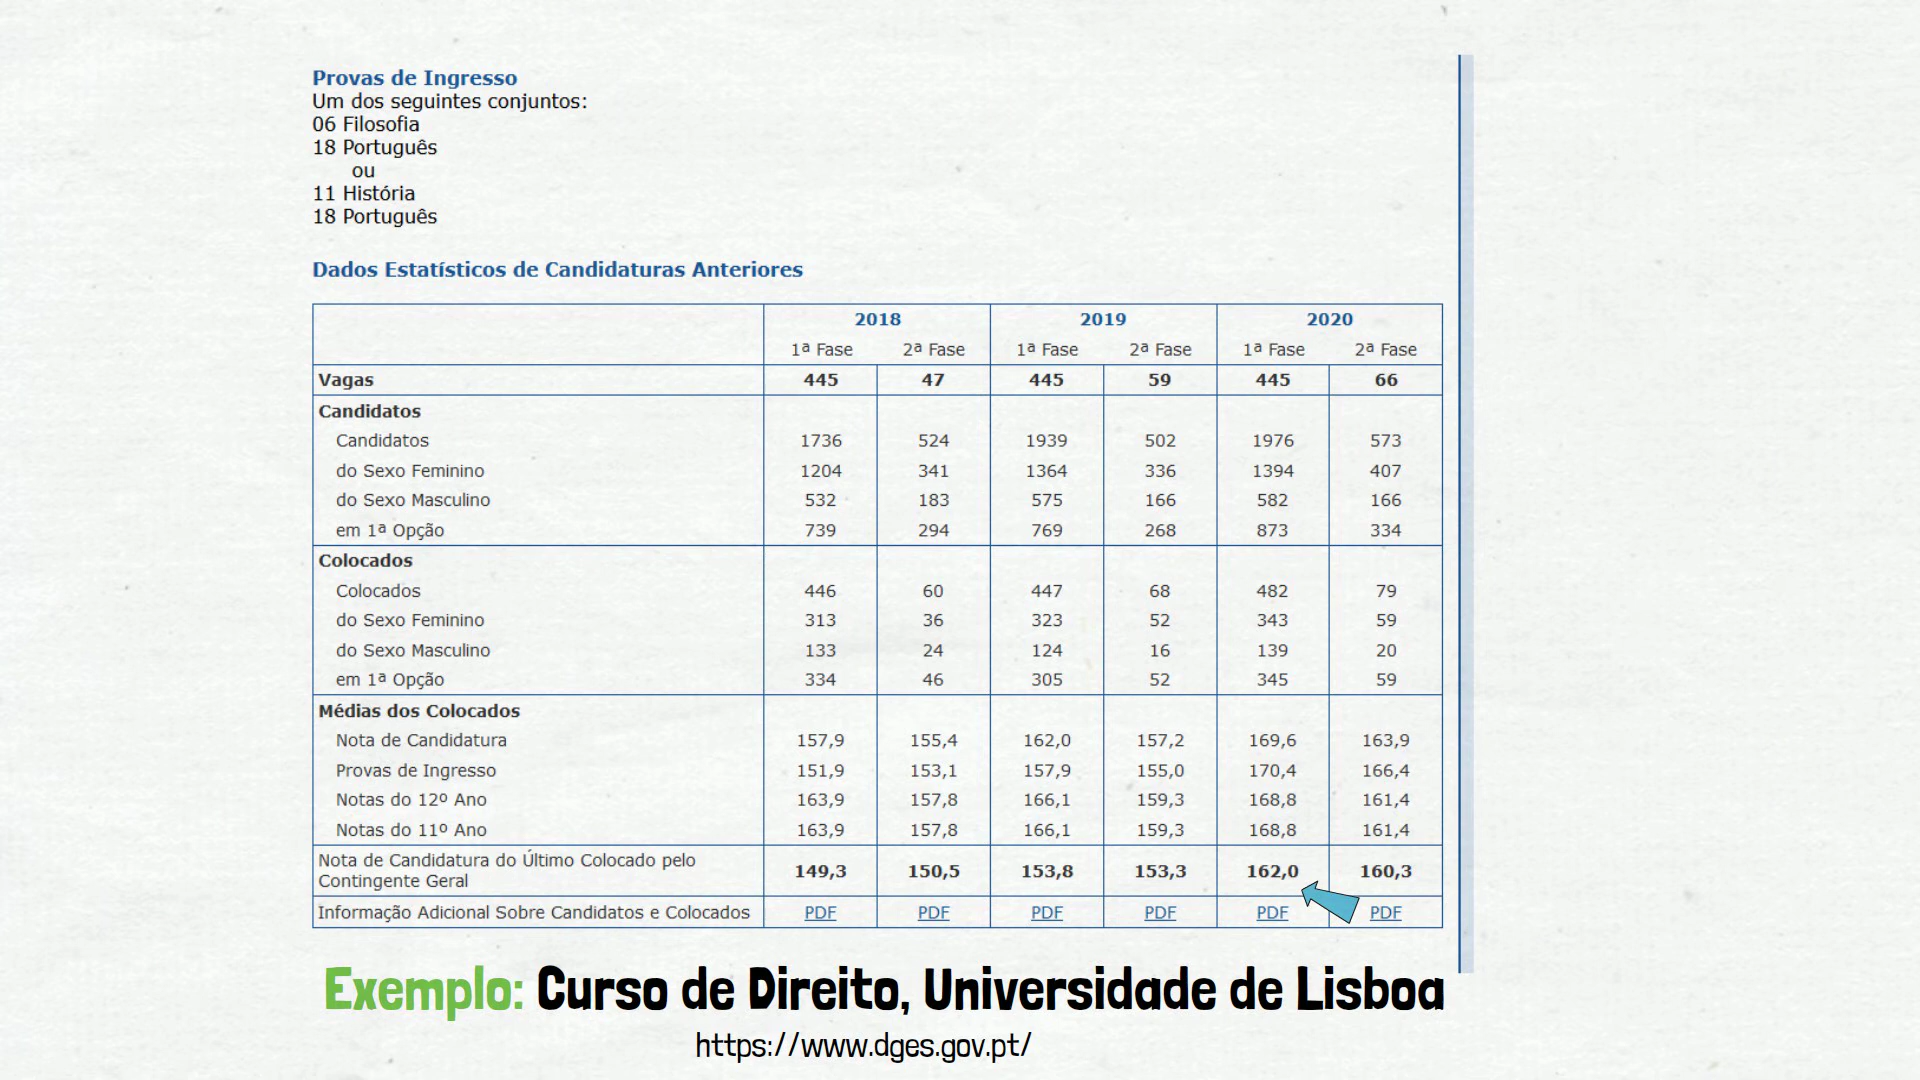 Provas de Ingresso
Um dos seguintes conjuntos:
06 Filosofia
18 Português
ou
11 História
18 Português
Dados Estatísticos de Candidaturas Anteriores
2018 2019 2020
1ª Fase 2ª Fase 1ª Fase 2ª Fase 1ª Fase 2ª Fase
Vagas 445 47 445 59 445 66
Candidatos
Candidatos 1736 524 1939 502 1976 573
do Sexo Feminino 1204 341 1364 336 1394 407
do Sexo Masculino 532 183 575 166 582 166
em 1ª Opção 739 294 769 268 873 334
Colocados
Colocados 446 60 447 68 482 79
do Sexo Feminino 313 36 323 52 343 59
do Sexo Masculino 133 24 124 16 139 20
em 1ª Opção 334 46 305 52 345 59
Médias dos Colocados
Nota de Candidatura 157,9 155,4 162,0 157,2 169,6 163,9
Provas de Ingresso 151,9 153,1 157,9 155,0 170,4 166,4
Notas do 12º Ano 163,9 157,8 166,1 159,3 168,8 161,4
Notas do 11º Ano 163,9 157,8 166,1 159,3 168,8 161,4
Nota de Candidatura do Último Colocado pelo
Contingente Geral 149,3 150,5 153,8 153,3 162,0 160,3
Informação Adicional Sobre Candidatos e Colocados PDF PDF PDF PDF PDF PDF
Exemplo: Curso de Direito, Universidade de Lisboa
https://www.dges.gov.pt/